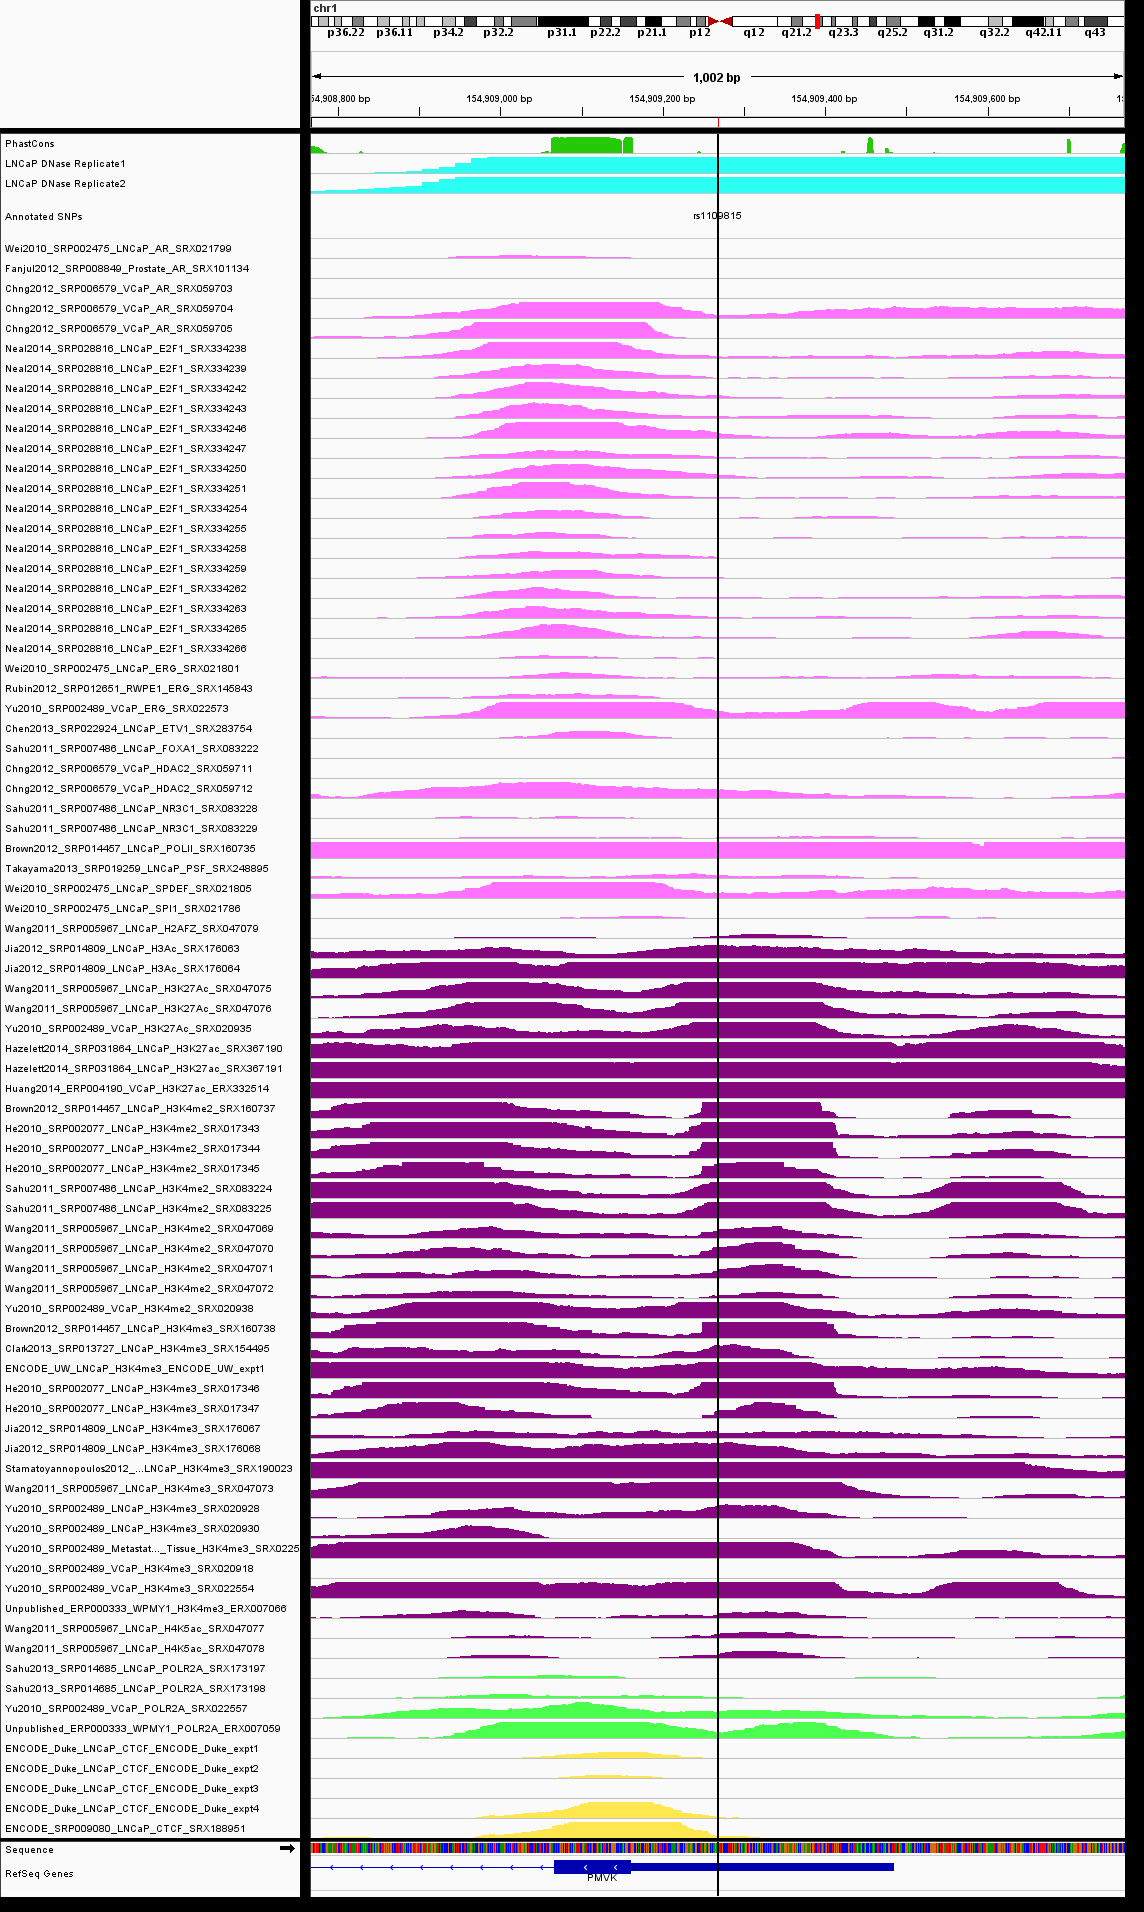 chr1
p36.22 p36.11 p34.2 p32.2 p31.1 p22.2 p21.1 p12 q12 q21.2 q23.3 q25.2 q31.2 q32.2 q42.11 q43
1,002 bp
54,908,800 bp 154,909,000 bp 154,909,200 bp 154,909,400 bp 154,909,600 bp 1:
PhastCons
LNCaP DNase Replicate1
LNCaP DNase Replicate2
Annotated SNPs rs1109815
Wei2010_SRP002475_LNCaP_AR_SRX021799
Fanjul2012_SRP008849_Prostate_AR_SRX101134
Chng2012_SRP006579_VCaP_AR_SRX059703
Chng2012_SRP006579_VCaP_AR_SRX059704
Chng2012_SRP006579_VCaP_AR_SRX059705
Neal2014_SRP028816_LNCaP_E2F1_SRX334238
Neal2014_SRP028816_LNCaP_E2F1_SRX334239
Neal2014_SRP028816_LNCaP_E2F1_SRX334242
Neal2014_SRP028816_LNCaP_E2F1_SRX334243
Neal2014_SRP028816_LNCaP_E2F1_SRX334246
Neal2014_SRP028816_LNCaP_E2F1_SRX334247
Neal2014_SRP028816_LNCaP_E2F1_SRX334250
Neal2014_SRP028816_LNCaP_E2F1_SRX334251
Neal2014_SRP028816_LNCaP_E2F1_SRX334254
Neal2014_SRP028816_LNCaP_E2F1_SRX334255
Neal2014_SRP028816_LNCaP_E2F1_SRX334258
Neal2014_SRP028816_LNCaP_E2F1_SRX334259
Neal2014_SRP028816_LNCaP_E2F1_SRX334262
Neal2014_SRP028816_LNCaP_E2F1_SRX334263
Neal2014_SRP028816_LNCaP_E2F1_SRX334265
Neal2014_SRP028816_LNCaP_E2F1_SRX334266
Wei2010_SRP002475_LNCaP_ERG_SRX021801
Rubin2012_SRP012651_RWPE1_ERG_SRX145843
Yu2010_SRP002489_VCaP_ERG_SRX022573
Chen2013_SRP022924_LNCaP_ETV1_SRX283754
Sahu2011_SRP007486_LNCaP_FOXA1_SRX083222
Chng2012_SRP006579_VCaP_HDAC2_SRX059711
Chng2012_SRP006579_VCaP_HDAC2_SRX059712
Sahu2011_SRP007486_LNCaP_NR3C1_SRX083228
Sahu2011_SRP007486_LNCaP_NR3C1_SRX083229
Brown2012_SRP014457_LNCaP_POLII_SRX160735
Takayama2013_SRP019259_LNCaP_PSF_SRX248895
Wei2010_SRP002475_LNCaP_SPDEF_SRX021805
Wei2010_SRP002475_LNCaP_SPI1_SRX021786
Wang2011_SRP005967_LNCaP_H2AFZ_SRX047079
Jia2012_SRP014809_LNCaP_H3Ac_SRX176063
Jia2012_SRP014809_LNCaP_H3Ac_SRX176064
Wang2011_SRP005967_LNCaP_H3K27Ac_SRX047075
Wang2011_SRP005967_LNCaP_H3K27Ac_SRX047076
Yu2010_SRP002489_VCaP_H3K27Ac_SRX020935
Hazelett2014_SRP031864_LNCaP_H3K27ac_SRX367190
Hazelett2014_SRP031864_LNCaP_H3K27ac_SRX367191
Huang2014_ERP004190_VCaP_H3K27ac_ERX332514
Brown2012_SRP014457_LNCaP_H3K4me2_SRX160737
He2010_SRP002077_LNCaP_H3K4me2_SRX017343
He2010_SRP002077_LNCaP_H3K4me2_SRX017344
He2010_SRP002077_LNCaP_H3K4me2_SRX017345
Sahu2011_SRP007486_LNCaP_H3K4me2_SRX083224
Sahu2011_SRP007486_LNCaP_H3K4me2_SRX083225
Wang2011_SRP005967_LNCaP_H3K4me2_SRX047069
Wang2011_SRP005967_LNCaP_H3K4me2_SRX047070
Wang2011_SRP005967_LNCaP_H3K4me2_SRX047071
Wang2011_SRP005967_LNCaP_H3K4me2_SRX047072
Yu2010_SRP002489_VCaP_H3K4me2_SRX020938
Brown2012_SRP014457_LNCaP_H3K4me3_SRX160738
Clark2013_SRP013727_LNCaP_H3K4me3_SRX154495
ENCODE_UW_LNCaP_H3K4me3_ENCODE_UW_expt1
He2010_SRP002077_LNCaP_H3K4me3_SRX017346
He2010_SRP002077_LNCaP_H3K4me3_SRX017347
Jia2012_SRP014809_LNCaP_H3K4me3_SRX176067
Jia2012_SRP014809_LNCaP_H3K4me3_SRX176068
Stamatoyannopoulos2012_...LNCaP_H3K4me3_SRX190023
Wang2011_SRP005967_LNCaP_H3K4me3_SRX047073
Yu2010_SRP002489_LNCaP_H3K4me3_SRX020928
Yu2010_SRP002489_LNCaP_H3K4me3_SRX020930
Yu2010_SRP002489_Metastat..._Tissue_H3K4me3_SRX0225
Yu2010_SRP002489_VCaP_H3K4me3_SRX020918
Yu2010_SRP002489_VCaP_H3K4me3_SRX022554
Unpublished_ERP000333_WPMY1_H3K4me3_ERX007066
Wang2011_SRP005967_LNCaP_H4K5ac_SRX047077
Wang2011_SRP005967_LNCaP_H4K5ac_SRX047078
Sahu2013_SRP014685_LNCaP_POLR2A_SRX173197
Sahu2013_SRP014685_LNCaP_POLR2A_SRX173198
Yu2010_SRP002489_VCaP_POLR2A_SRX022557
Unpublished_ERP000333_WPMY1_POLR2A_ERX007059
ENCODE_Duke_LNCaP_CTCF_ENCODE_Duke_expt1
ENCODE_Duke_LNCaP_CTCF_ENCODE_Duke_expt2
ENCODE_Duke_LNCaP_CTCF_ENCODE_Duke_expt3
ENCODE_Duke_LNCaP_CTCF_ENCODE_Duke_expt4
ENCODE_SRP009080_LNCaP_CTCF_SRX188951
Sequence
RefSeq Genes
PMVK